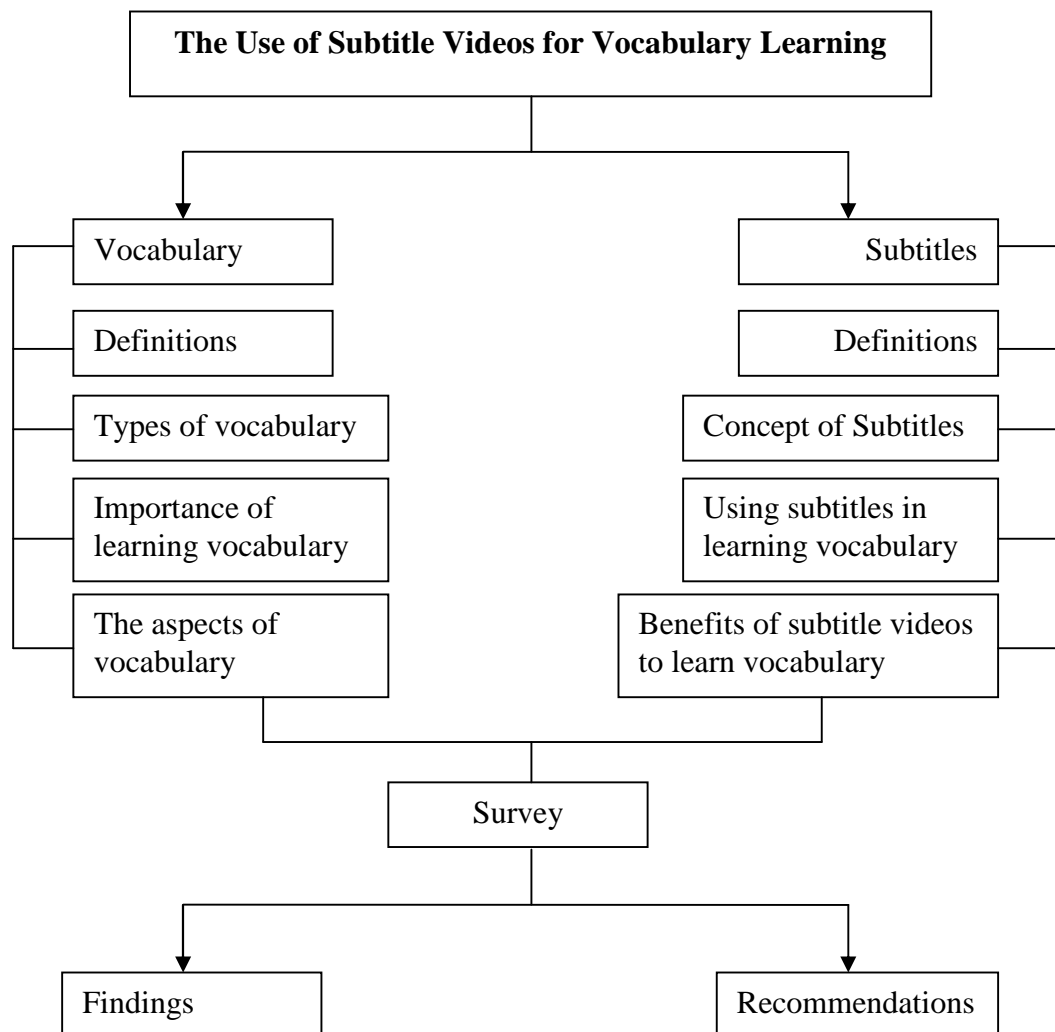 The Use of Subtitle Videos for Vocabulary Learning
Vocabulary
Subtitles
Definitions
Definitions
Types of vocabulary
Concept of Subtitles
Importance of
learning vocabulary
Using subtitles in
learning vocabulary
The aspects of
vocabulary
Benefits of subtitle videos
to learn vocabulary
Survey
Findings
Recommendations